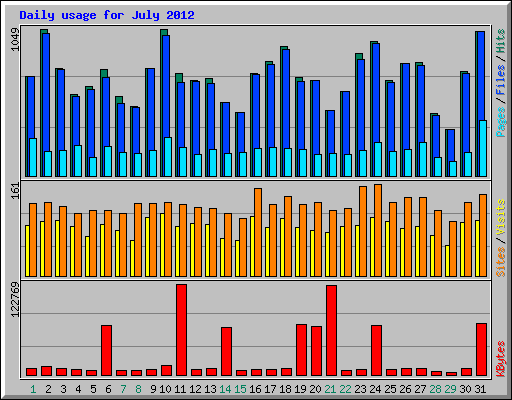 Daily usage for July 2012
1049
Pages / Files / Hits
161
Sites / Visits
122769
KBytes
1 2 3 4 5 6 7 8 9 10 11 12 13 14 15 16 17 18 19 20 21 22 23 24 25 26 27 28 29 30 31